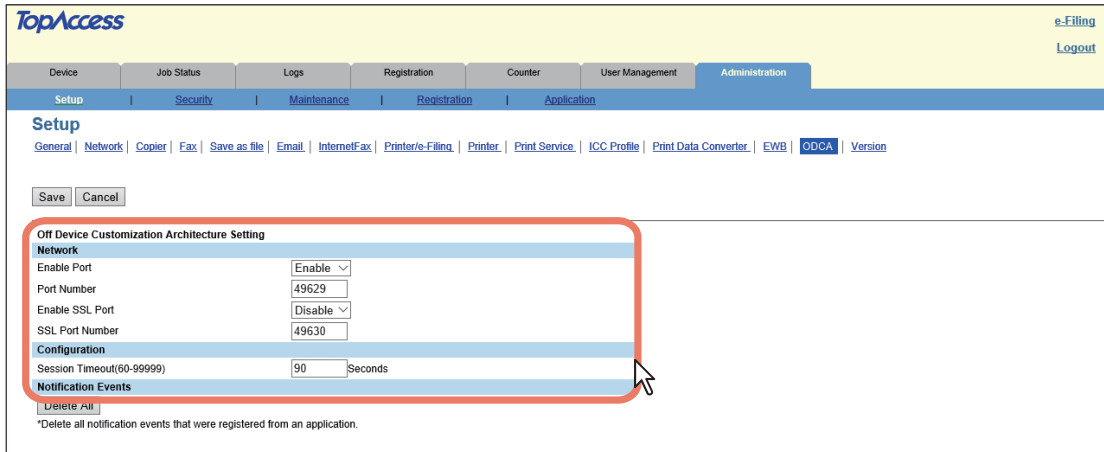 TopAccess
e-Filing
Logout
Device Job Status Logs Registration Counter User Management Administration
Setup | Security | Maintenance | Registration | Application
Setup
General | Network | Copier | Fax | Save as file | Email | InternetFax | Printer/e-Filing | Printer | Print Service | ICC Profile | Print Data Converter | EWB | ODCA | Version
Save Cancel
Off Device Customization Architecture Setting
Network
Enable Port Enable
Port Number 49629
Enable SSL Port Disable
SSL Port Number 49630
Configuration
Session Timeout(60-99999) 90 Seconds
Notification Events
Delete All
*Delete all notification events that were registered from an application.